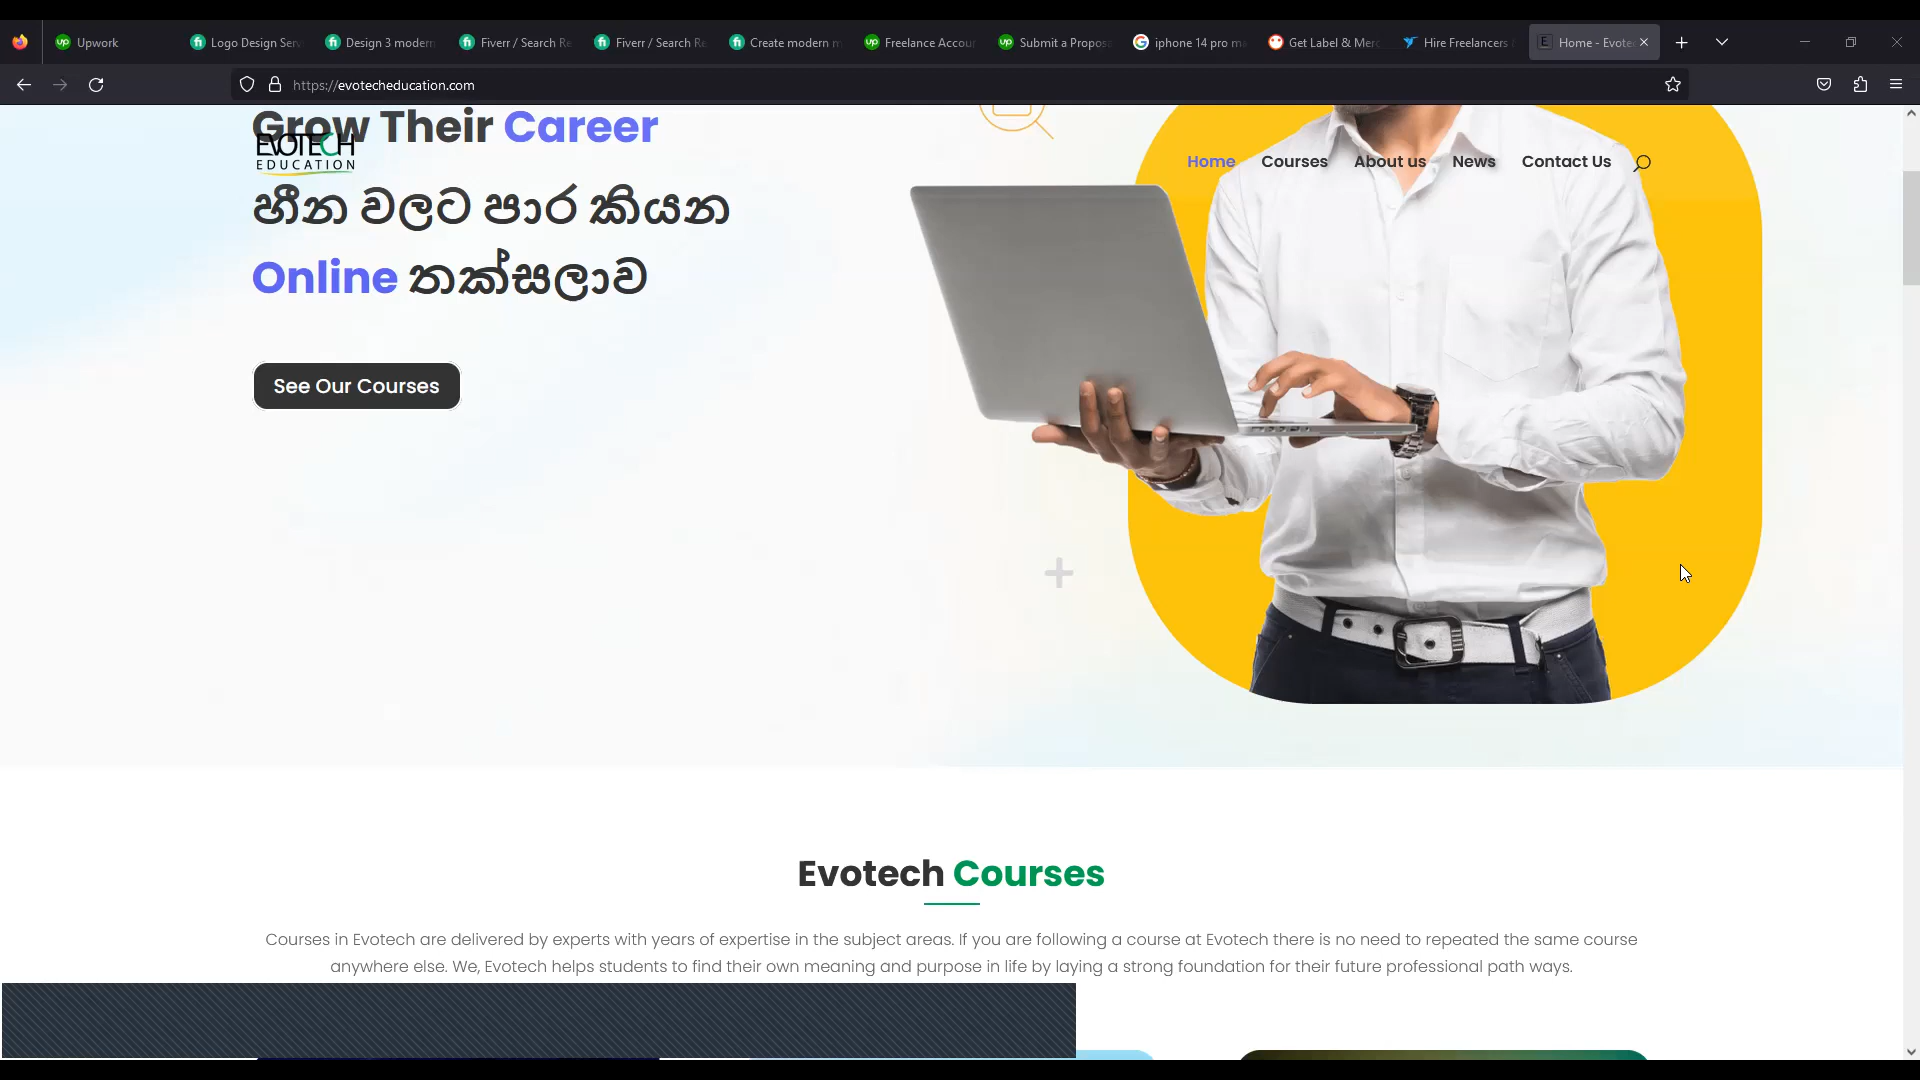 Upwork
Logo Design Serv
Design 3 modern
Fiverr / Search Re
Fiverr / Search Re
Create modern m
Freelance Accoun
Submit a Proposa
iphone 14 pro ma
Get Label & Merc
Hire Freelancers
Home - Evotec
https://evotecheducation.com
Grow Their Career
EVOTECH
EDUCATION
Home
Courses
About us
News
Contact Us
හීන වලට පාර කියන
Online තක්සලාව
See Our Courses
Evotech Courses
Courses in Evotech are delivered by experts with years of expertise in the subject areas. If you are following a course at Evotech there is no need to repeated the same course
anywhere else. We, Evotech helps students to find their own meaning and purpose in life by laying a strong foundation for their future professional path ways.